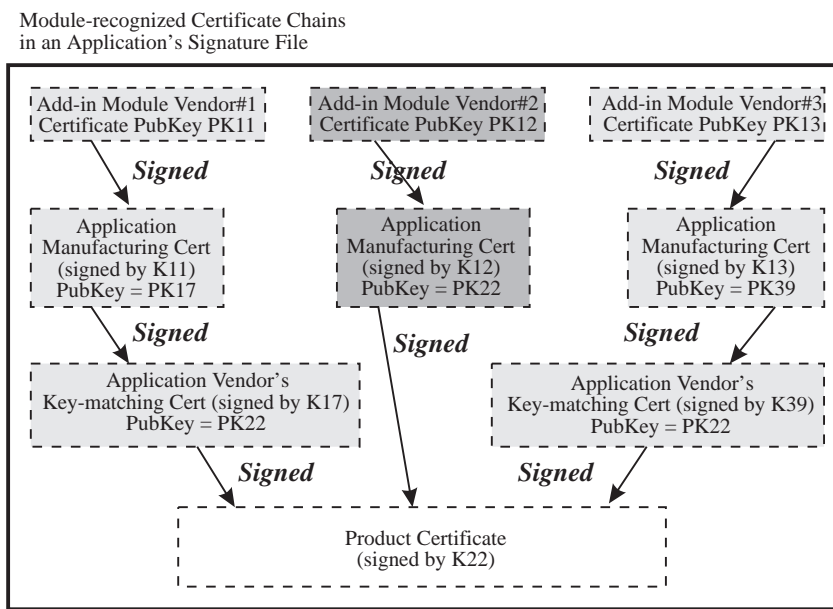 Module-recognized Certificate Chains
in an Application’s Signature File
Add-in Module Vendor#1
Certificate PubKey PK11
Add-in Module Vendor#2
Certificate PubKey PK12
Add-in Module Vendor#3
Certificate PubKey PK13
Signed
Signed
Signed
Application
Manufacturing Cert
(signed by K11)
PubKey = PK17
Application
Manufacturing Cert
(signed by K12)
PubKey = PK22
Application
Manufacturing Cert
(signed by K13)
PubKey = PK39
Signed
Signed
Signed
Application Vendor’s
Key-matching Cert (signed by K17)
PubKey = PK22
Application Vendor’s
Key-matching Cert (signed by K39)
PubKey = PK22
Signed
Signed
Product Certificate
(signed by K22)